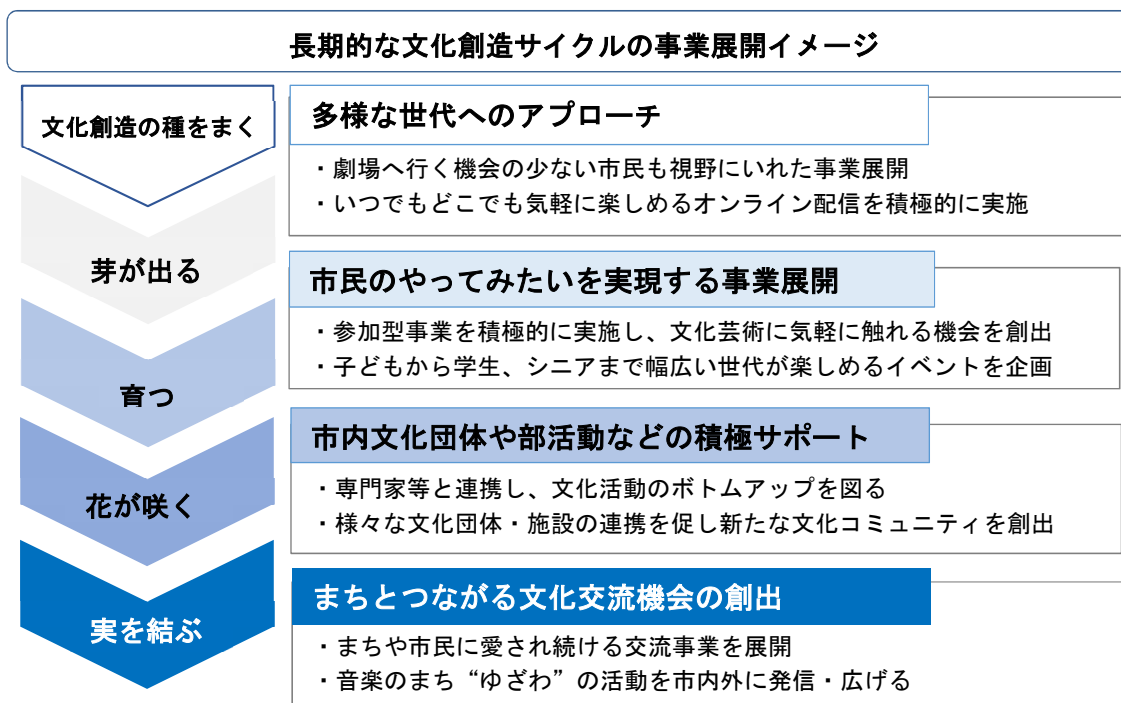 長期的な文化創造サイクルの事業展開イメージ
文化創造の種をまく
多様な世代へのアプローチ
・劇場へ行く機会の少ない市民も視野にいれた事業展開
・いつでもどこでも気軽に楽しめるオンライン配信を積極的に実施
芽が出る
市民のやってみたいを実現する事業展開
・参加型事業を積極的に実施し、文化芸術に気軽に触れる機会を創出
・子どもから学生、シニアまで幅広い世代が楽しめるイベントを企画
育つ
市内文化団体や部活動などの積極サポート
・専門家等と連携し、文化活動のボトムアップを図る
・様々な文化団体・施設の連携を促し新たな文化コミュニティを創出
花が咲く
まちとつながる文化交流機会の創出
・まちや市民に愛され続ける交流事業を展開
・音楽のまち“ゆざわ”の活動を市内外に発信・広げる
実を結ぶ